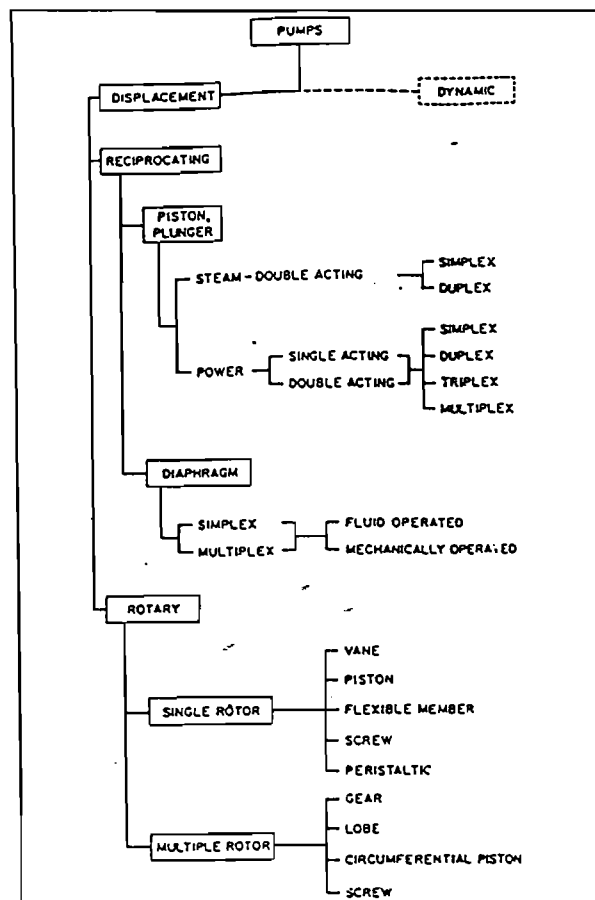 PUMPS
DISPLACEMENT
DYNAMIC
RECIPROCATING
PISTON,
PLUNGER
STEAM-DOUBLE ACTING
SIMPLEX
DUPLEX
POWER
SINGLE ACTING
DOUBLE ACTING
SIMPLEX
DUPLEX
TRIPLEX
MULTIPLEX
DIAPHRAGM
SIMPLEX
MULTIPLEX
FLUID OPERATED
MECHANICALLY OPERATED
ROTARY
SINGLE ROTOR
VANE
PISTON
FLEXIBLE MEMBER
SCREW
PERISTALTIC
MULTIPLE ROTOR
GEAR
LOBE
CIRCUMFERENTIAL PISTON
SCREW